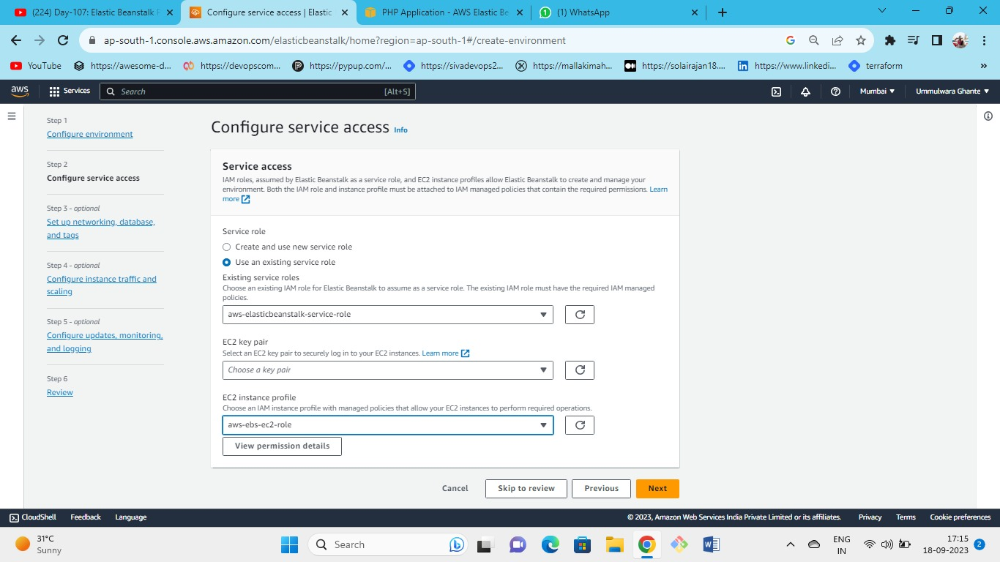 (224) Day-107: Elastic Beanstalk F
Configure service access | Elastic
PHP Application - AWS Elastic Be
(1) WhatsApp
ap-south-1.console.aws.amazon.com/elasticbeanstalk/home?region=ap-south-1#/create-environment
YouTube
https://awesome-d...
https://devopscom...
https://pypup.com/...
https://sivadevops2...
https://mallakimah...
https://solairajan18....
https://www.linkedi...
terraform
»
aws
Services
Search
[Alt+S]
Mumbai
Ummulwara Ghante
Step 1
Configure environment
Step 2
Configure service access
Step 3 - optional
Set up networking, database,
and tags
Step 4 - optional
Configure instance traffic and
scaling
Step 5 - optional
Configure updates, monitoring,
and logging
Step 6
Review
Configure service access Info
Service access
IAM roles, assumed by Elastic Beanstalk as a service role, and EC2 instance profiles allow Elastic Beanstalk to create and manage your
environment. Both the IAM role and instance profile must be attached to IAM managed policies that contain the required permissions. Learn
more
Service role
Create and use new service role
Use an existing service role
Existing service roles
Choose an existing IAM role for Elastic Beanstalk to assume as a service role. The existing IAM role must have the required IAM managed
policies.
aws-elasticbeanstalk-service-role
EC2 key pair
Select an EC2 key pair to securely log in to your EC2 instances. Learn more
Choose a key pair
EC2 instance profile
Choose an IAM instance profile with managed policies that allow your EC2 instances to perform required operations.
aws-ebs-ec2-role
View permission details
Cancel
Skip to review
Previous
Next
CloudShell
Feedback
Language
© 2023, Amazon Web Services India Private Limited or its affiliates.
Privacy
Terms
Cookie preferences
31°C
Sunny
Search
ENG
IN
17:15
18-09-2023
2